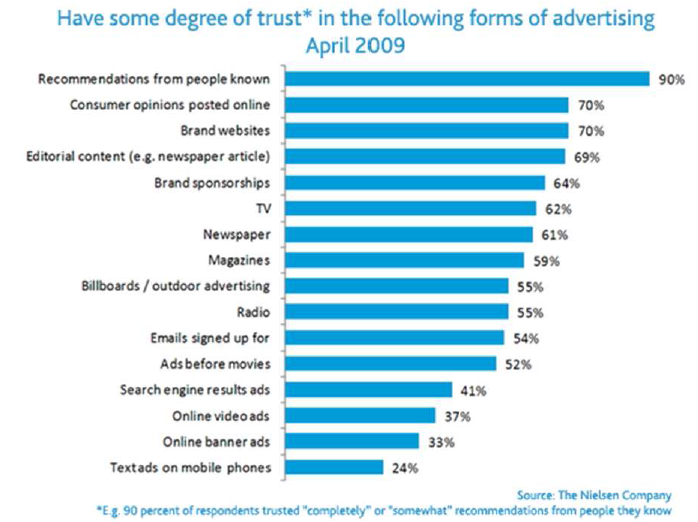 Have some degree of trust* in the following forms of advertising
April 2009
Recommendations from people known 90%
Consumer opinions posted online 70%
Brand websites 70%
Editorial content (e.g. newspaper article) 69%
Brand sponsorships 64%
TV 62%
Newspaper 61%
Magazines 59%
Billboards / outdoor advertising 55%
Radio 55%
Emails signed up for 54%
Ads before movies 52%
Search engine results ads 41%
Online video ads 37%
Online banner ads 33%
Text ads on mobile phones 24%
Source: The Nielsen Company
*E.g. 90 percent of respondents trusted "completely" or "somewhat" recommendations from people they know